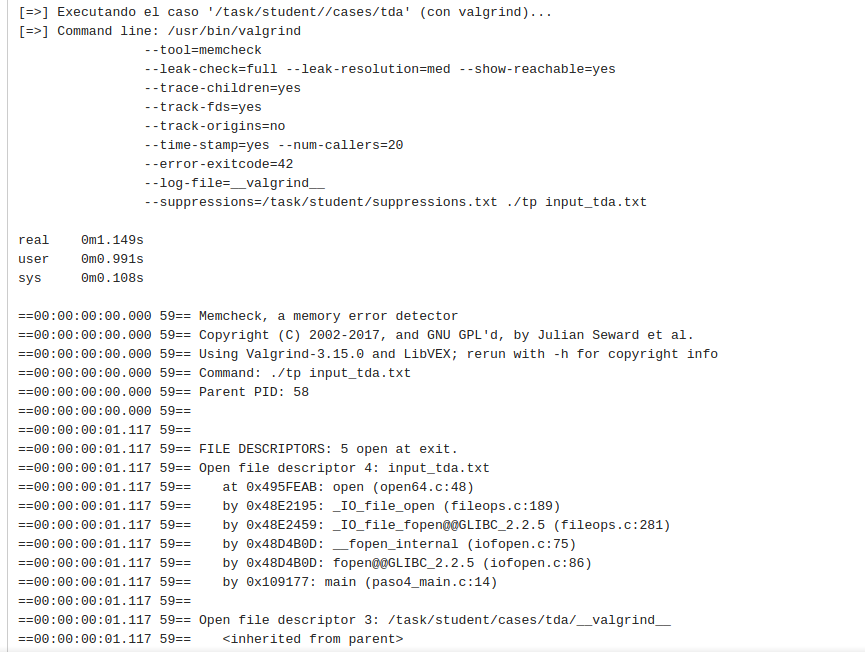 [=>] Executando el caso '/task/student//cases/tda' (con valgrind)...
[=>] Command line: /usr/bin/valgrind
--tool=memcheck
--leak-check=full --leak-resolution=med --show-reachable=yes
--trace-children=yes
--track-fds=yes
--track-origins=no
--time-stamp=yes --num-callers=20
--error-exitcode=42
--log-file=__valgrind__
--suppressions=/task/student/suppressions.txt ./tp input_tda.txt
real    0m1.149s
user    0m0.991s
sys     0m0.108s
==00:00:00:00.000 59== Memcheck, a memory error detector
==00:00:00:00.000 59== Copyright (C) 2002-2017, and GNU GPL'd, by Julian Seward et al.
==00:00:00:00.000 59== Using Valgrind-3.15.0 and LibVEX; rerun with -h for copyright info
==00:00:00:00.000 59== Command: ./tp input_tda.txt
==00:00:00:00.000 59== Parent PID: 58
==00:00:00:00.000 59==
==00:00:00:01.117 59==
==00:00:00:01.117 59== FILE DESCRIPTORS: 5 open at exit.
==00:00:00:01.117 59== Open file descriptor 4: input_tda.txt
==00:00:00:01.117 59==    at 0x495FEAB: open (open64.c:48)
==00:00:00:01.117 59==    by 0x48E2195: _IO_file_open (fileops.c:189)
==00:00:00:01.117 59==    by 0x48E2459: _IO_file_fopen@@GLIBC_2.2.5 (fileops.c:281)
==00:00:00:01.117 59==    by 0x48D4B0D: __fopen_internal (iofopen.c:75)
==00:00:00:01.117 59==    by 0x48D4B0D: fopen@@GLIBC_2.2.5 (iofopen.c:86)
==00:00:00:01.117 59==    by 0x109177: main (paso4_main.c:14)
==00:00:00:01.117 59==
==00:00:00:01.117 59== Open file descriptor 3: /task/student/cases/tda/__valgrind__
==00:00:00:01.117 59==    <inherited from parent>